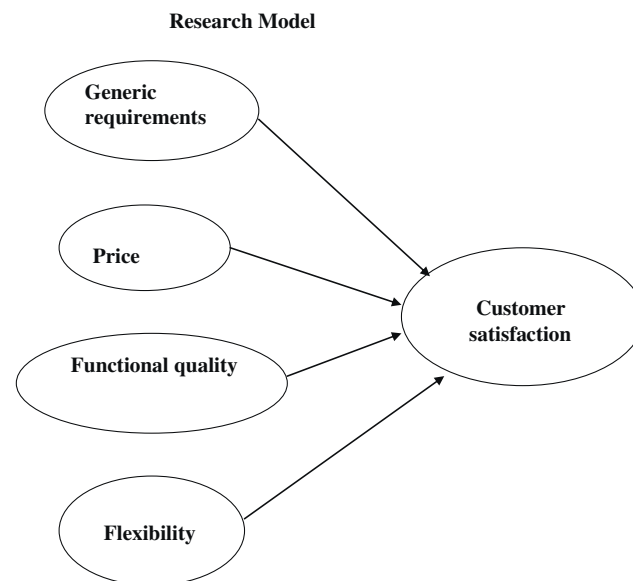 Research Model
Generic
requirements
Price
Customer
satisfaction
Functional quality
Flexibility